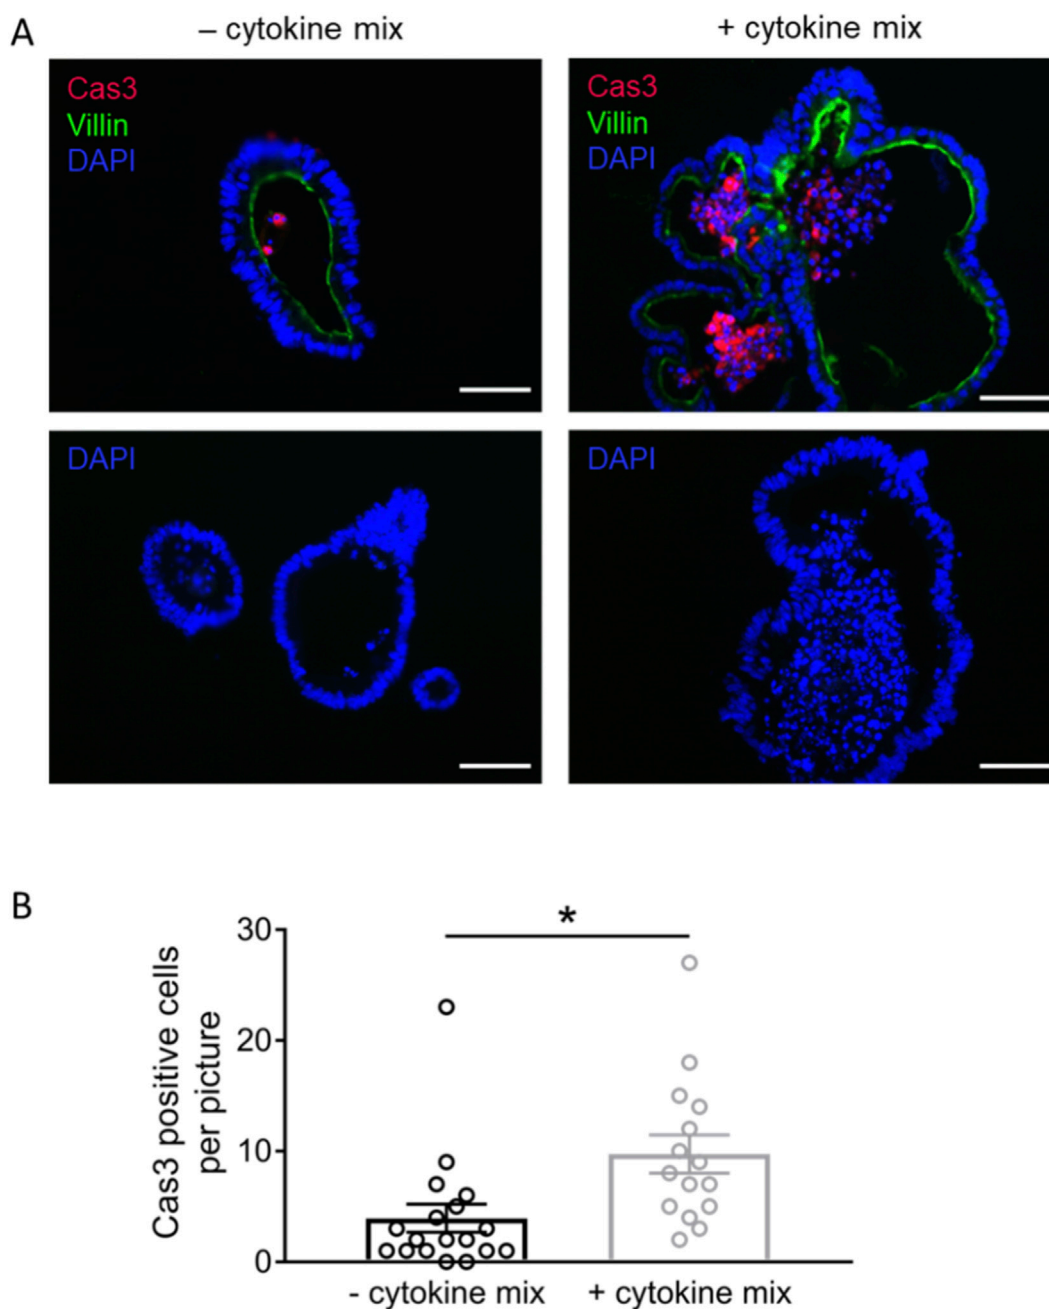 A
– cytokine mix
+ cytokine mix
Cas3
Villin
DAPI
Cas3
Villin
DAPI
DAPI
DAPI
B
Cas3 positive cells
per picture
30
20
10
0
*
- cytokine mix
+ cytokine mix